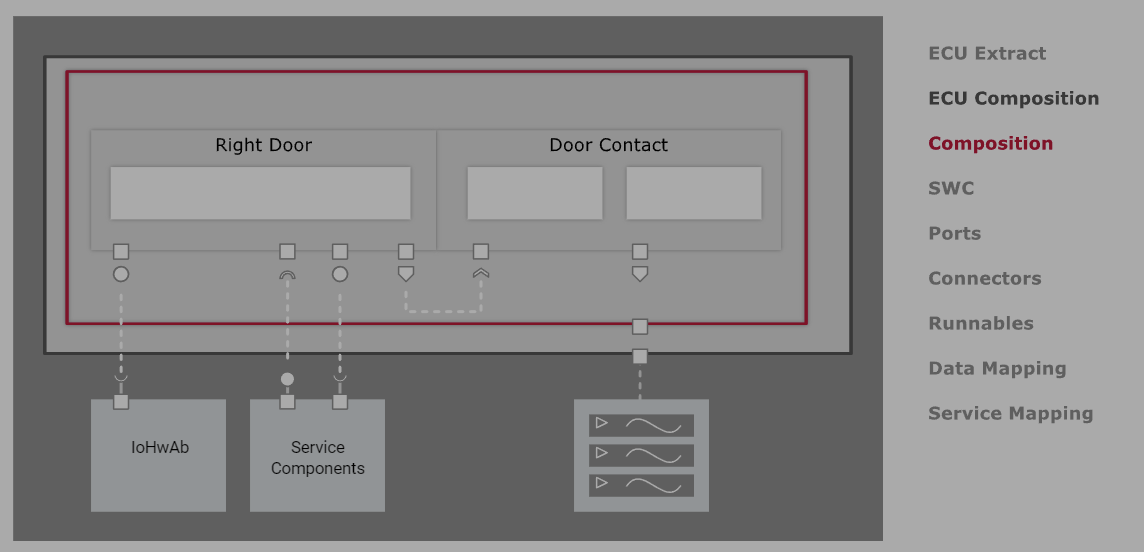 ECU Extract
ECU Composition
Composition
SWC
Ports
Connectors
Runnables
Data Mapping
Service Mapping
Right Door
Door Contact
IoHwAb
Service
Components